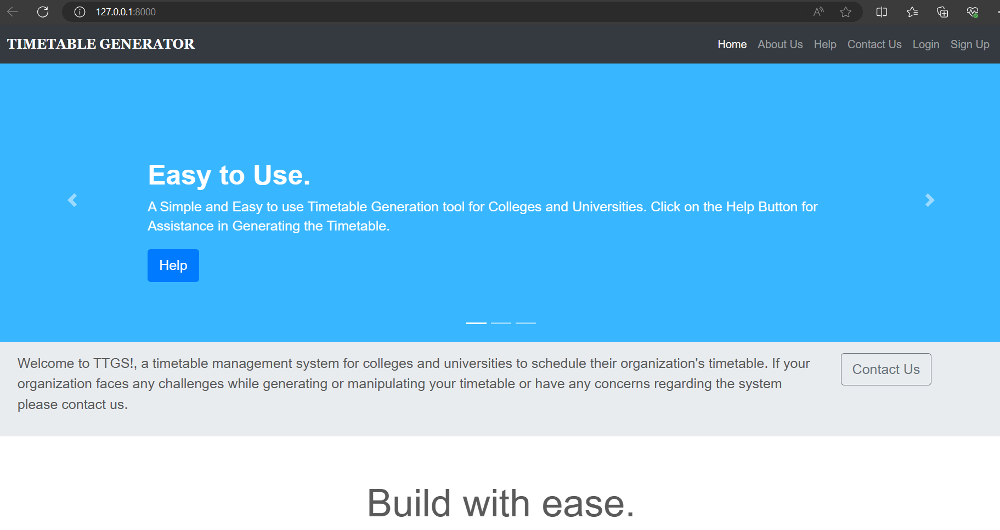 127.0.0.1:8000
TIMETABLE GENERATOR
Home About Us Help Contact Us Login Sign Up
Easy to Use.
A Simple and Easy to use Timetable Generation tool for Colleges and Universities. Click on the Help Button for
Assistance in Generating the Timetable.
Help
Welcome to TTGS!, a timetable management system for colleges and universities to schedule their organization's timetable. If your
organization faces any challenges while generating or manipulating your timetable or have any concerns regarding the system
please contact us.
Contact Us
Build with ease.